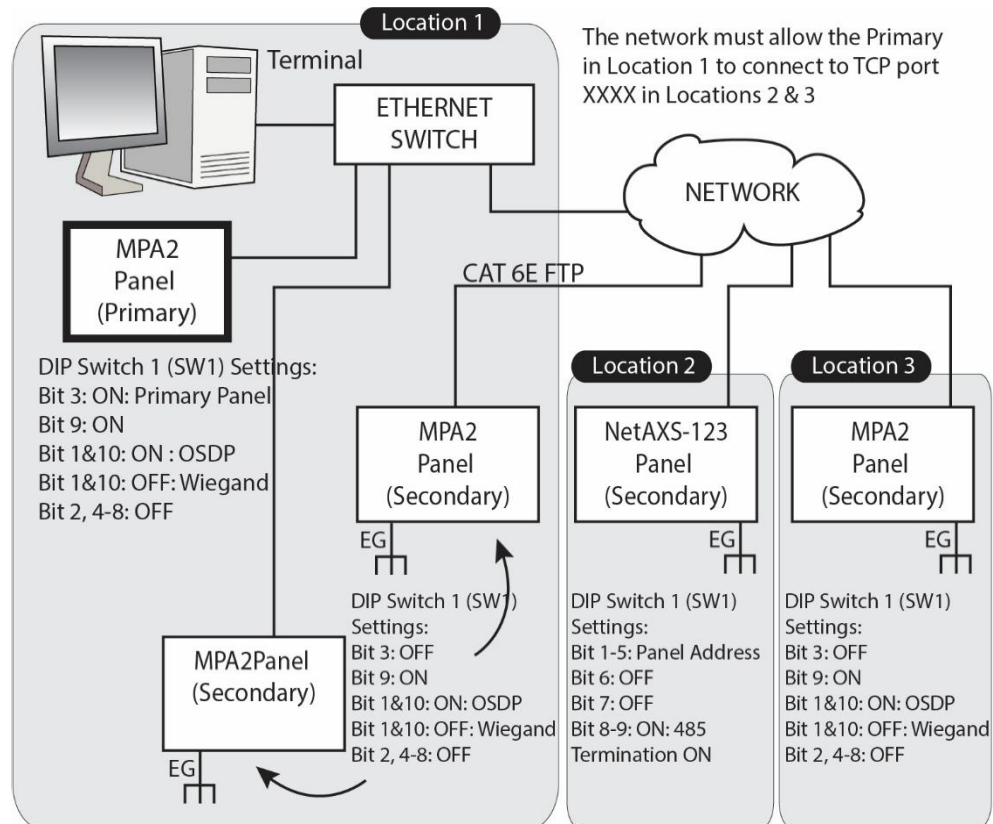 Location 1
Terminal
ETHERNET
SWITCH
The network must allow the Primary
in Location 1 to connect to TCP port
XXXX in Locations 2 & 3
NETWORK
MPA2
Panel
(Primary)
CAT 6E FTP
DIP Switch 1 (SW1) Settings:
Bit 3: ON: Primary Panel
Bit 9: ON
Bit 1&10: ON : OSDP
Bit 1&10: OFF: Wiegand
Bit 2, 4-8: OFF
MPA2
Panel
(Secondary)
EG
DIP Switch 1 (SW1)
Settings:
Bit 3: OFF
Bit 9: ON
Bit 1&10: ON: OSDP
Bit 1&10: OFF: Wiegand
Bit 2, 4-8: OFF
MPA2Panel
(Secondary)
EG
Location 2
NetAXS-123
Panel
(Secondary)
EG
DIP Switch 1 (SW1)
Settings:
Bit 1-5: Panel Address
Bit 6: OFF
Bit 7: OFF
Bit 8-9: ON: 485
Termination ON
Location 3
MPA2
Panel
(Secondary)
EG
DIP Switch 1 (SW1)
Settings:
Bit 3: OFF
Bit 9: ON
Bit 1&10: ON: OSDP
Bit 1&10: OFF: Wiegand
Bit 2, 4-8: OFF